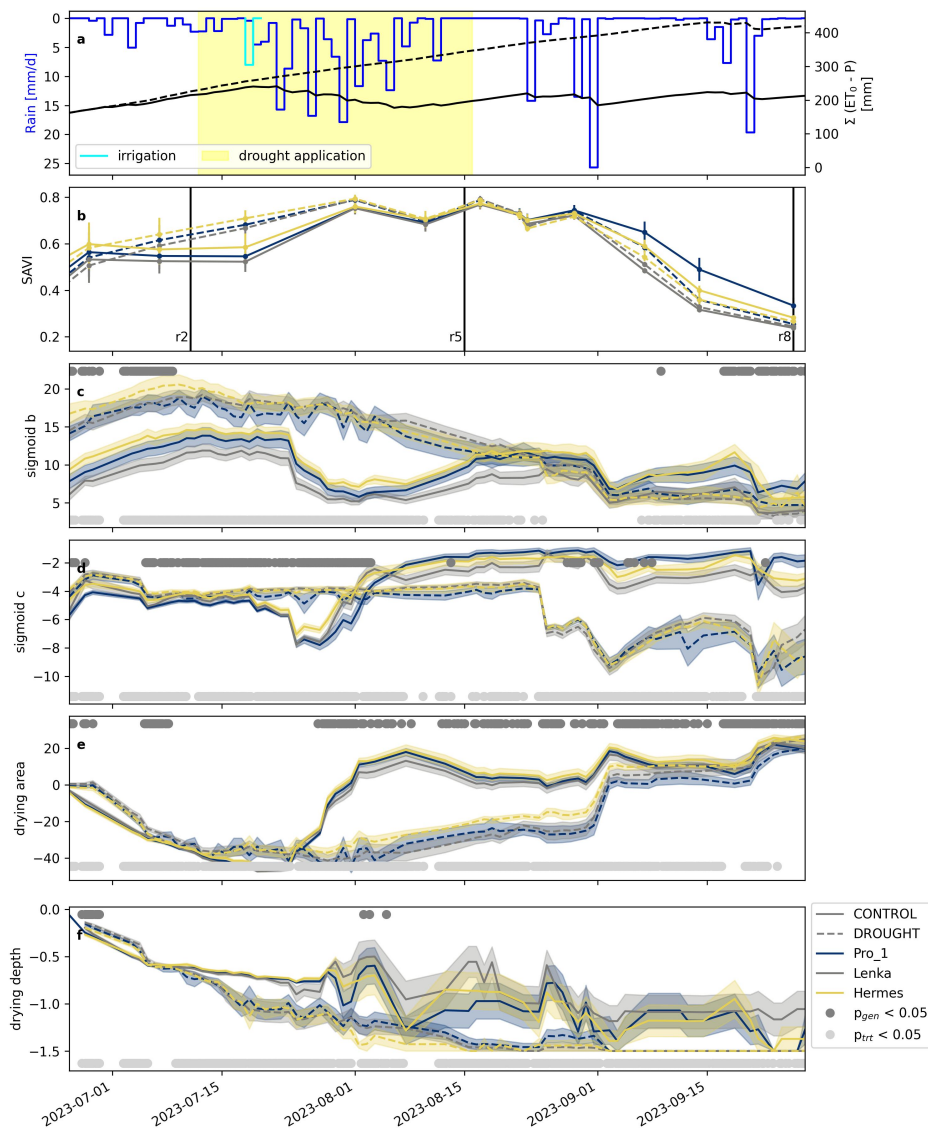 a
0
5
10
15
20
25
Rain [mm/d]
400
300
200
100
0
Σ (ET0 - P)
[mm]
irrigation
drought application
b
0.8
0.6
0.4
0.2
SAVI
r2
r5
r8
c
20
15
10
5
sigmoid b
d
−2
−4
−6
−8
−10
sigmoid c
e
20
0
−20
−40
drying area
f
0.0
−0.5
−1.0
−1.5
drying depth
CONTROL
DROUGHT
Pro_1
Lenka
Hermes
pgen < 0.05
ptrt < 0.05
2023-07-01
2023-07-15
2023-08-01
2023-08-15
2023-09-01
2023-09-15